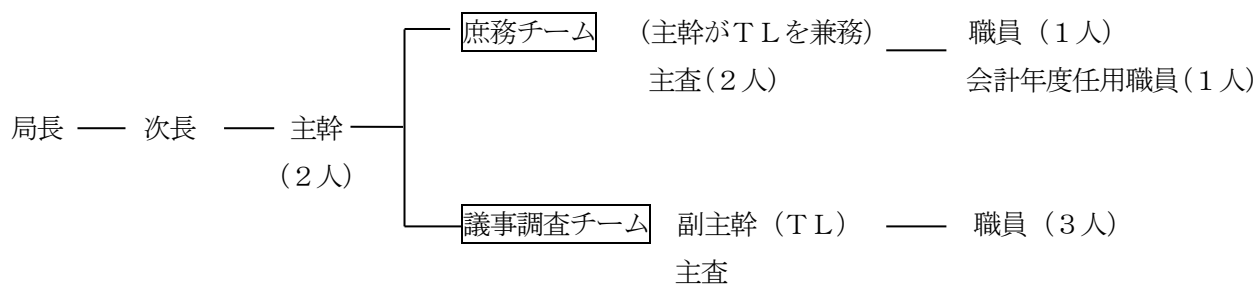 庶務チーム （主幹がＴＬを兼務） 職員（１人）
主査（２人） 会計年度任用職員（１人）
局長 次長 主幹
（２人）
議事調査チーム 副主幹（ＴＬ） 職員（３人）
主査